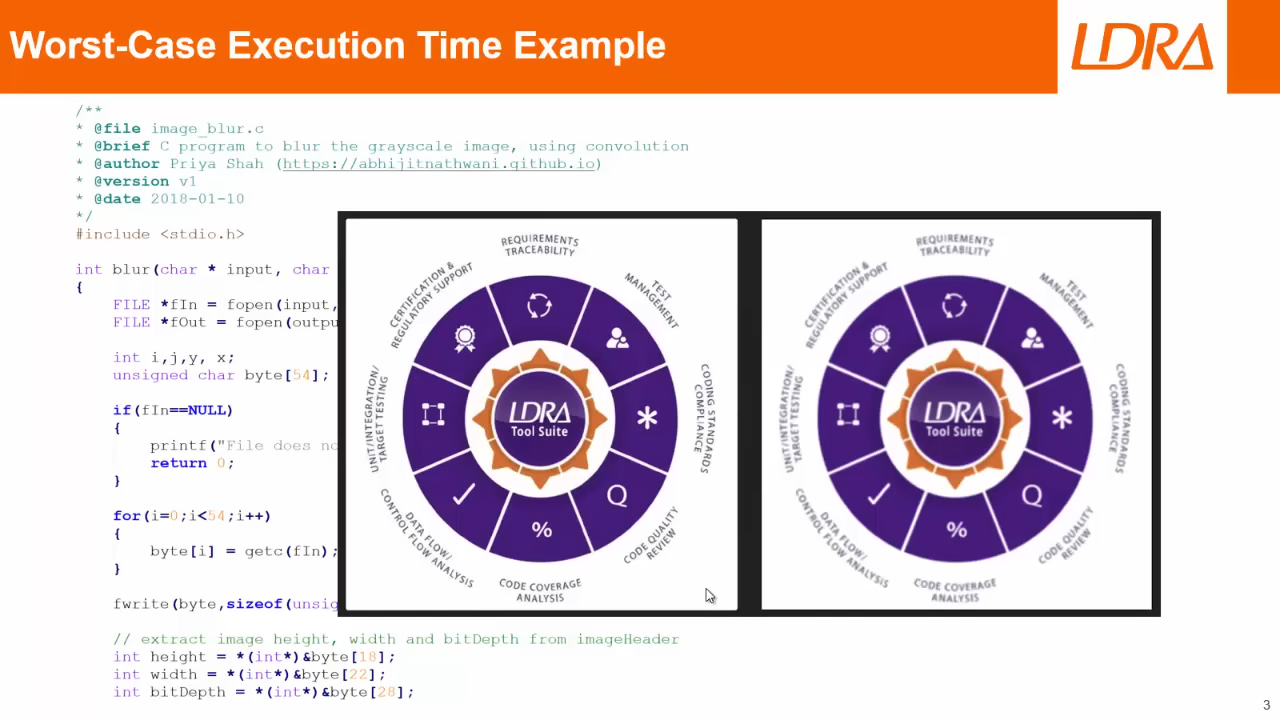 Worst-Case Execution Time Example
LDRA
/**
* @file image_blur.c
* @brief C program to blur the grayscale image, using convolution
* @author Priya Shah (https://abhijitnathwani.github.io)
* @version v1
* @date 2018-01-10
*/
#include <stdio.h>
int blur(char * input, char
{
FILE *fIn = fopen(input,
FILE *fOut = fopen(outpu
int i,j,y, x;
unsigned char byte[54];
if(fIn==NULL)
{
printf("File does no
return 0;
}
for(i=0;i<54;i++)
{
byte[i] = getc(fIn);
}
fwrite(byte,sizeof(unsig
// extract image height, width and bitDepth from imageHeader
int height = *(int*)&byte[18];
int width = *(int*)&byte[22];
int bitDepth = *(int*)&byte[28];
REQUIREMENTS
TRACEABILITY
TEST
MANAGEMENT
CODING STANDARDS
COMPLIANCE
CODE QUALITY
REVIEW
CODE COVERAGE
ANALYSIS
DATA FLOW/
CONTROL FLOW ANALYSIS
UNIT/INTEGRATION/
TARGET TESTING
CERTIFICATION &
REGULATORY SUPPORT
Q
%
LDRA
Tool Suite
REQUIREMENTS
TRACEABILITY
TEST
MANAGEMENT
CODING STANDARDS
COMPLIANCE
CODE QUALITY
REVIEW
CODE COVERAGE
ANALYSIS
DATA FLOW/
CONTROL FLOW ANALYSIS
UNIT/INTEGRATION/
TARGET TESTING
CERTIFICATION &
REGULATORY SUPPORT
Q
%
LDRA
Tool Suite
3